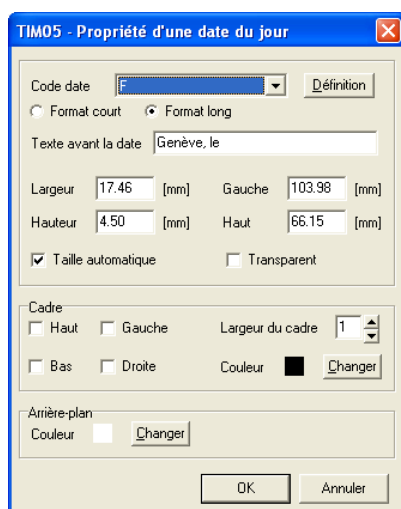 TIM05 - Propriété d'une date du jour
Code date F Définition
Format court Format long
Texte avant la date Genève, le
Largeur 17.46 [mm] Gauche 103.98 [mm]
Hauteur 4.50 [mm] Haut 66.15 [mm]
Taille automatique Transparent
Cadre
Haut Gauche Largeur du cadre 1
Bas Droite Couleur Changer
Arrière-plan
Couleur Changer
OK Annuler